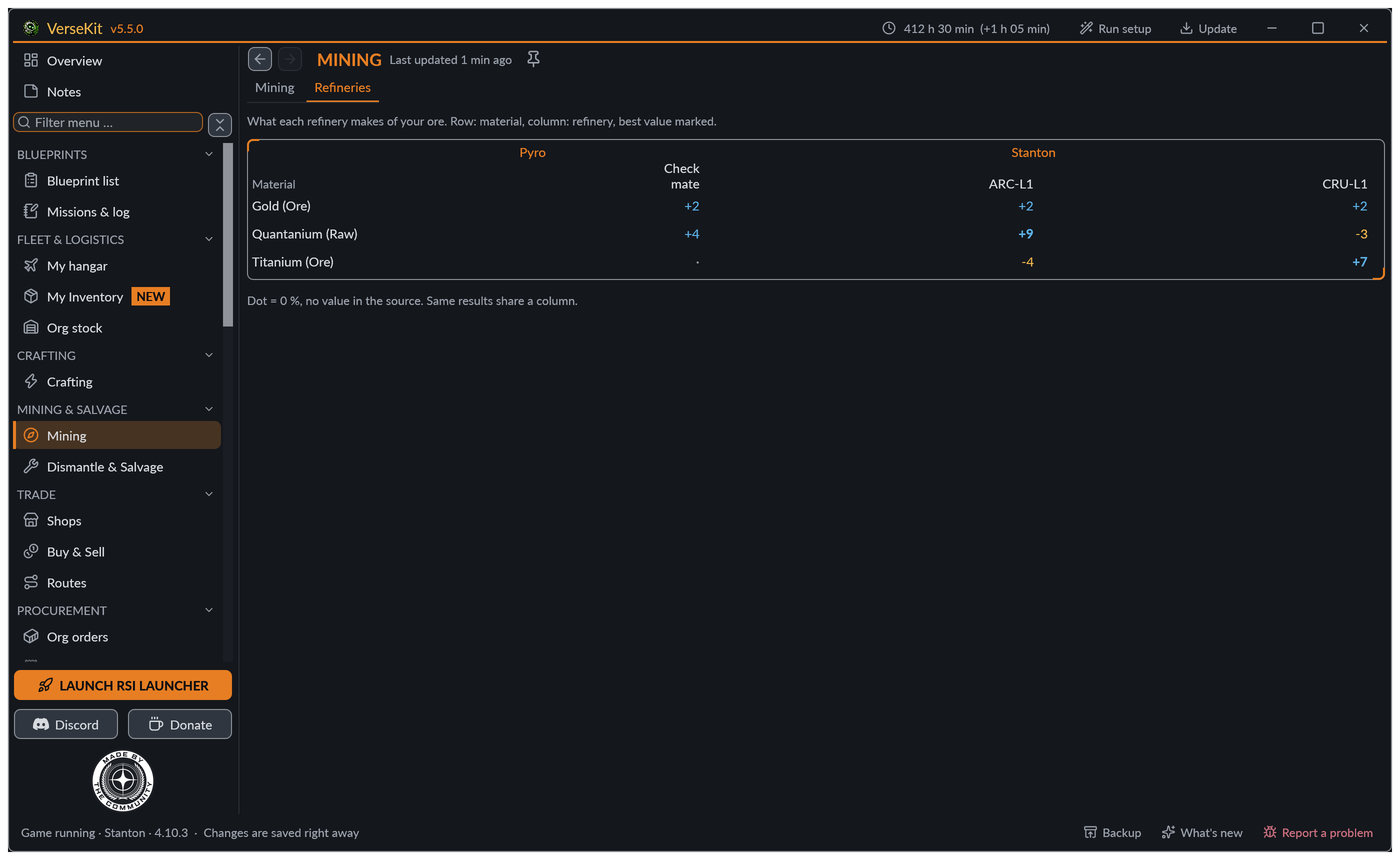 VerseKit v5.5.0
412 h 30 min (+1 h 05 min)
Run setup
Update
Overview
Notes
Filter menu ...
BLUEPRINTS
Blueprint list
Missions & log
FLEET & LOGISTICS
My hangar
My Inventory NEW
Org stock
CRAFTING
Crafting
MINING & SALVAGE
Mining
Dismantle & Salvage
TRADE
Shops
Buy & Sell
Routes
PROCUREMENT
Org orders
LAUNCH RSI LAUNCHER
Discord
Donate
MADE BY THE COMMUNITY
MINING Last updated 1 min ago
Mining Refineries
What each refinery makes of your ore. Row: material, column: refinery, best value marked.
Pyro Stanton
Check
mate
Material ARC-L1 CRU-L1
Gold (Ore) +2 +2 +2
Quantanium (Raw) +4 +9 -3
Titanium (Ore) · -4 +7
Dot = 0 %, no value in the source. Same results share a column.
Game running · Stanton · 4.10.3 · Changes are saved right away
Backup
What's new
Report a problem